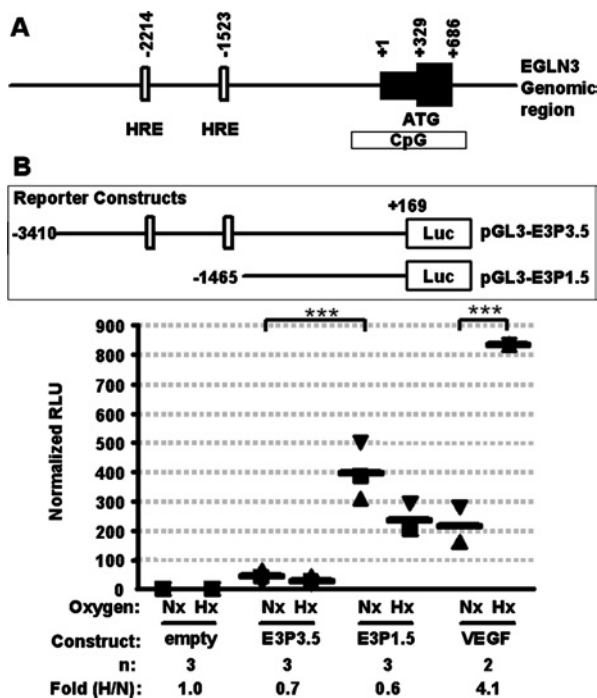 A
-2214
-1523
+1
+329
+686
EGLN3
Genomic
region
HRE
HRE
ATG
CpG
B
Reporter Constructs
+169
-3410
Luc
pGL3-E3P3.5
-1465
Luc
pGL3-E3P1.5
*** ***
900
800
700
600
500
400
300
200
100
0
Normalized RLU
Oxygen: Nx Hx Nx Hx Nx Hx Nx Hx
Construct: empty E3P3.5 E3P1.5 VEGF
n: 3 3 3 2
Fold (H/N): 1.0 0.7 0.6 4.1